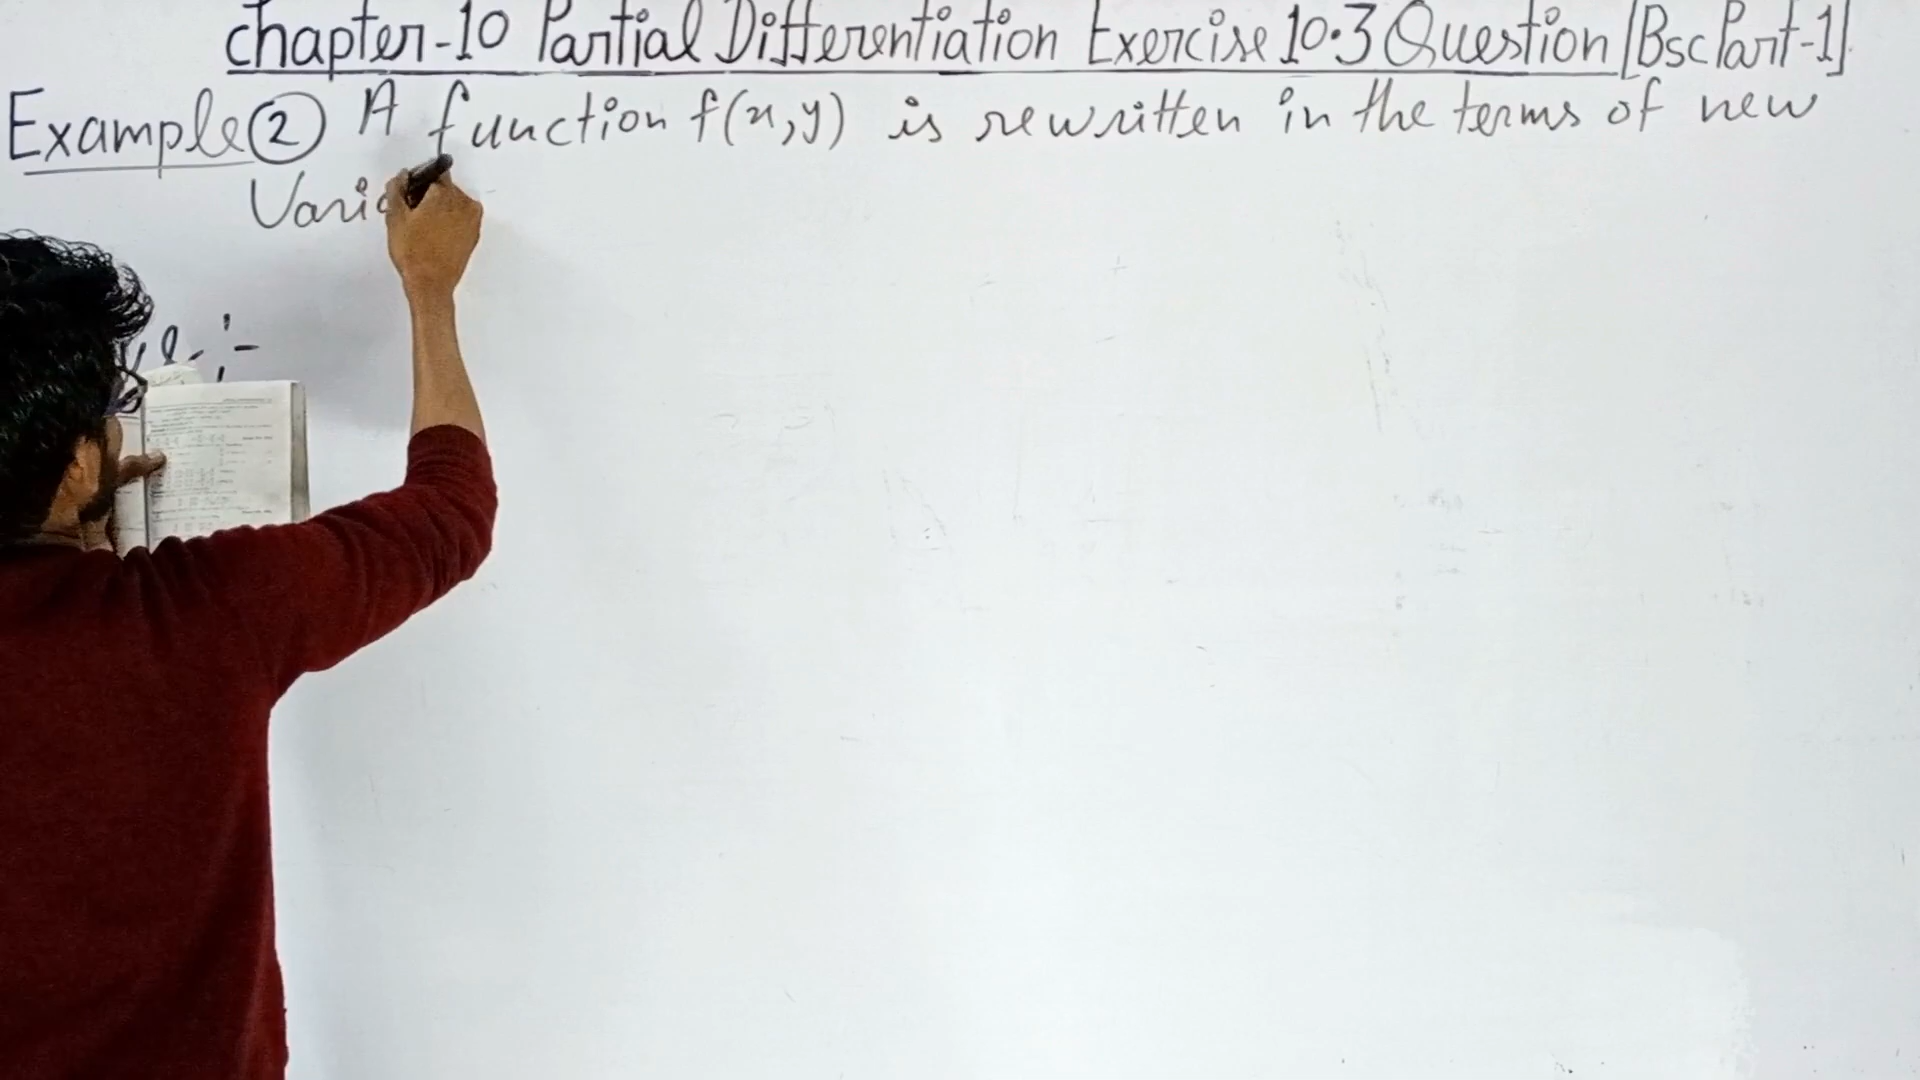 Chapter-10 Partial Differentiation Exercise 10.3 Question [Bsc Part-1]
Example ② A function f(x,y) is rewritten in the terms of new